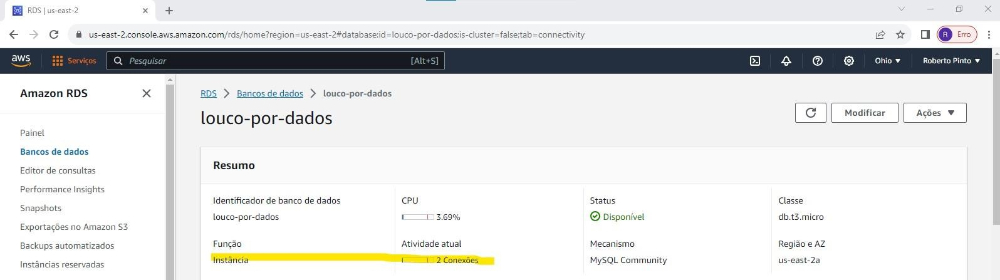 RDS | us-east-2
us-east-2.console.aws.amazon.com/rds/home?region=us-east-2#database:id=louco-por-dados;is-cluster=false;tab=connectivity
R Erro
aws Serviços Pesquisar [Alt+S] Ohio Roberto Pinto
Amazon RDS
Painel
Bancos de dados
Editor de consultas
Performance Insights
Snapshots
Exportações no Amazon S3
Backups automatizados
Instâncias reservadas
RDS Bancos de dados louco-por-dados
louco-por-dados
Modificar Ações
Resumo
Identificador de banco de dados CPU Status Classe
louco-por-dados 3.69% Disponível db.t3.micro
Função Atividade atual Mecanismo Região e AZ
Instância 2 Conexões MySQL Community us-east-2a